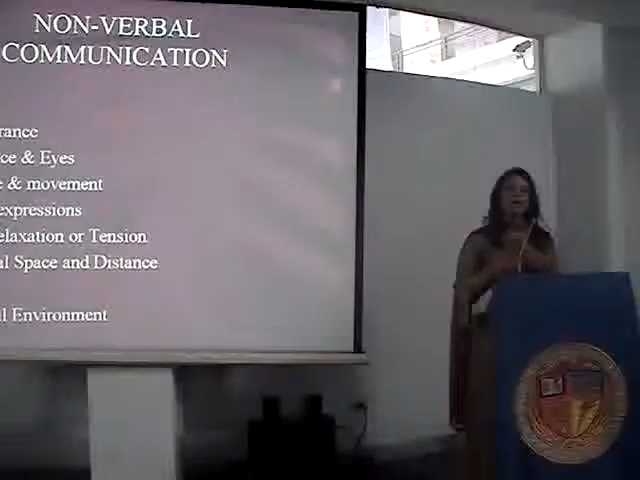 NON-VERBAL
COMMUNICATION
rance
ce & Eyes
e & movement
expressions
elaxation or Tension
al Space and Distance
l Environment